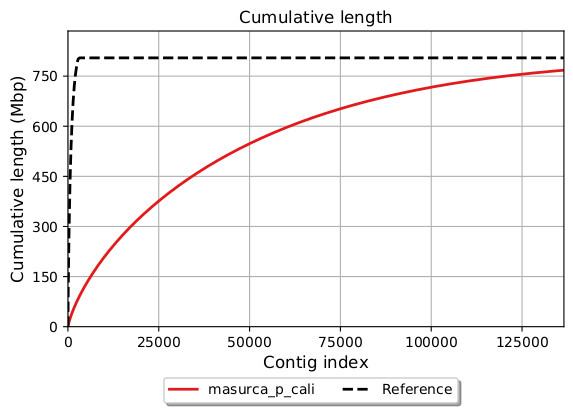 Cumulative length
Cumulative length (Mbp)
750
600
450
300
150
0
0 25000 50000 75000 100000 125000
Contig index
masurca_p_cali Reference